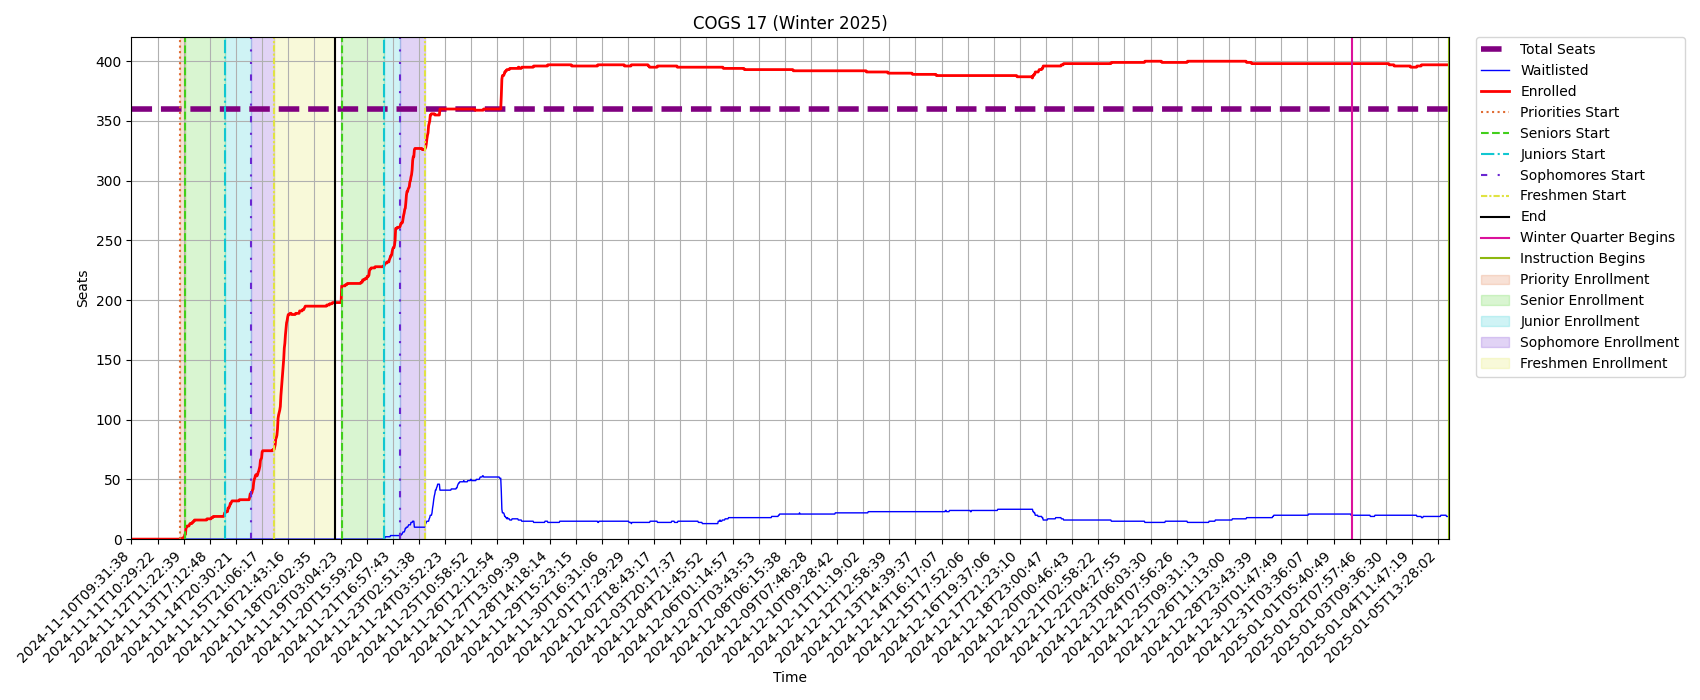 COGS 17 (Winter 2025)
Seats
400
350
300
250
200
150
100
50
0
2024-11-10T09:31:38
2024-11-11T10:29:22
2024-11-12T11:22:39
2024-11-13T17:12:48
2024-11-14T20:30:21
2024-11-15T21:06:17
2024-11-16T21:43:16
2024-11-18T02:02:35
2024-11-19T03:04:23
2024-11-20T15:59:20
2024-11-21T16:57:43
2024-11-23T02:51:38
2024-11-25T03:52:23
2024-11-25T10:58:52
2024-11-26T12:12:54
2024-11-27T13:09:39
2024-11-28T14:18:14
2024-11-29T15:23:15
2024-11-30T16:31:06
2024-12-01T17:29:29
2024-12-02T18:43:17
2024-12-03T20:17:37
2024-12-04T21:45:52
2024-12-06T01:14:57
2024-12-07T03:43:53
2024-12-08T06:15:38
2024-12-09T07:48:28
2024-12-10T09:28:42
2024-12-11T11:19:02
2024-12-12T12:58:39
2024-12-13T14:39:37
2024-12-14T16:17:07
2024-12-15T17:52:06
2024-12-16T19:37:06
2024-12-17T21:23:10
2024-12-18T23:00:47
2024-12-20T00:46:43
2024-12-21T02:58:22
2024-12-22T04:27:55
2024-12-23T06:03:30
2024-12-24T07:56:26
2024-12-25T09:31:13
2024-12-26T11:13:00
2024-12-28T23:43:39
2024-12-30T01:47:49
2024-12-31T03:36:07
2025-01-01T05:40:49
2025-01-02T07:57:46
2025-01-03T09:36:30
2025-01-04T11:47:19
2025-01-05T13:28:02
Time
Total Seats
Waitlisted
Enrolled
Priorities Start
Seniors Start
Juniors Start
Sophomores Start
Freshmen Start
End
Winter Quarter Begins
Instruction Begins
Priority Enrollment
Senior Enrollment
Junior Enrollment
Sophomore Enrollment
Freshmen Enrollment